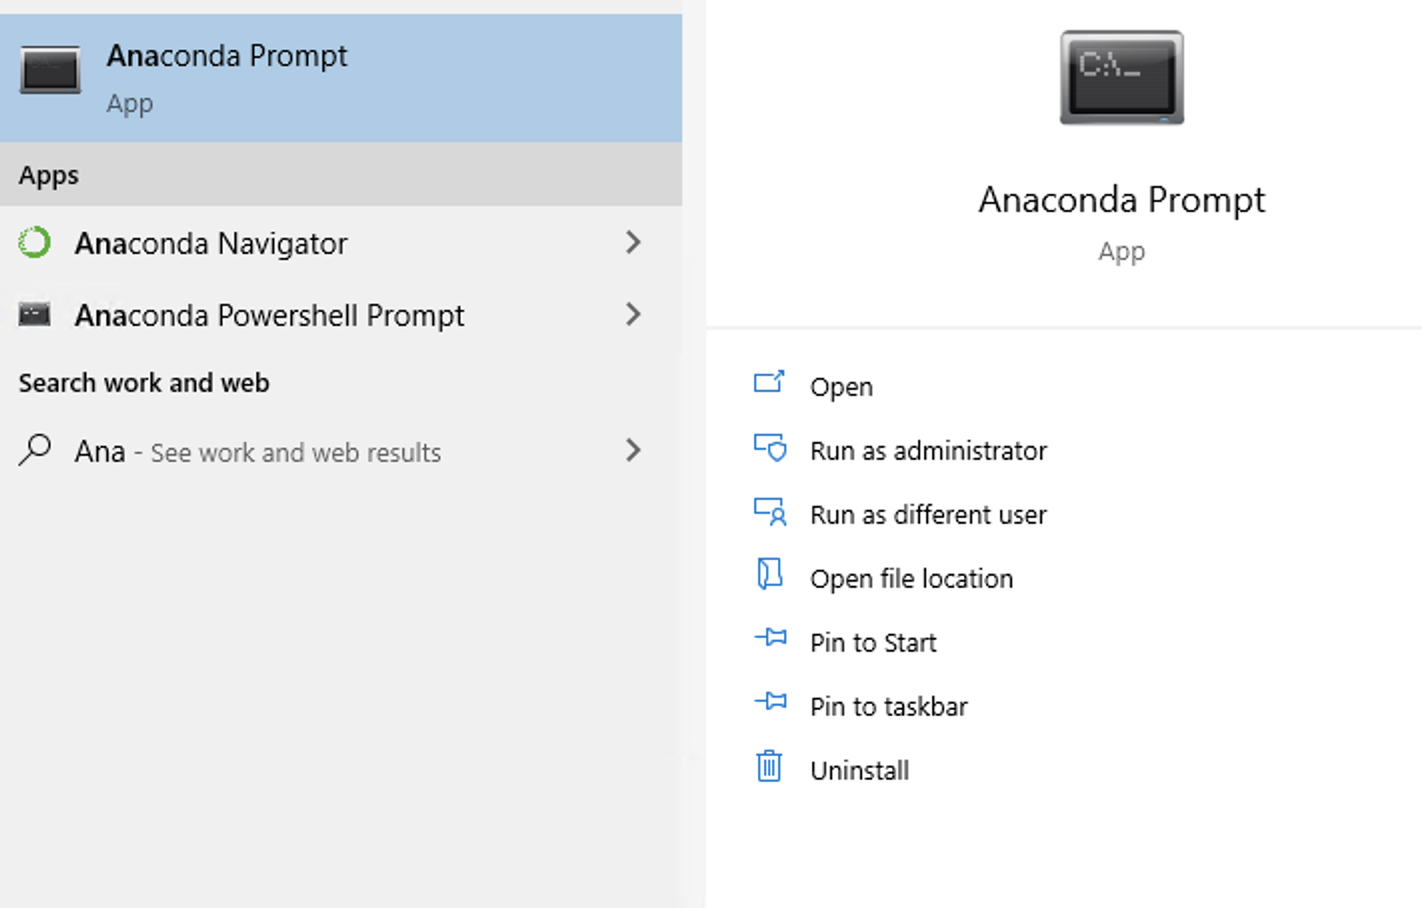 Anaconda Prompt
App
Apps
Anaconda Navigator
Anaconda Powershell Prompt
Search work and web
Ana - See work and web results
C:\_
Anaconda Prompt
App
Open
Run as administrator
Run as different user
Open file location
Pin to Start
Pin to taskbar
Uninstall